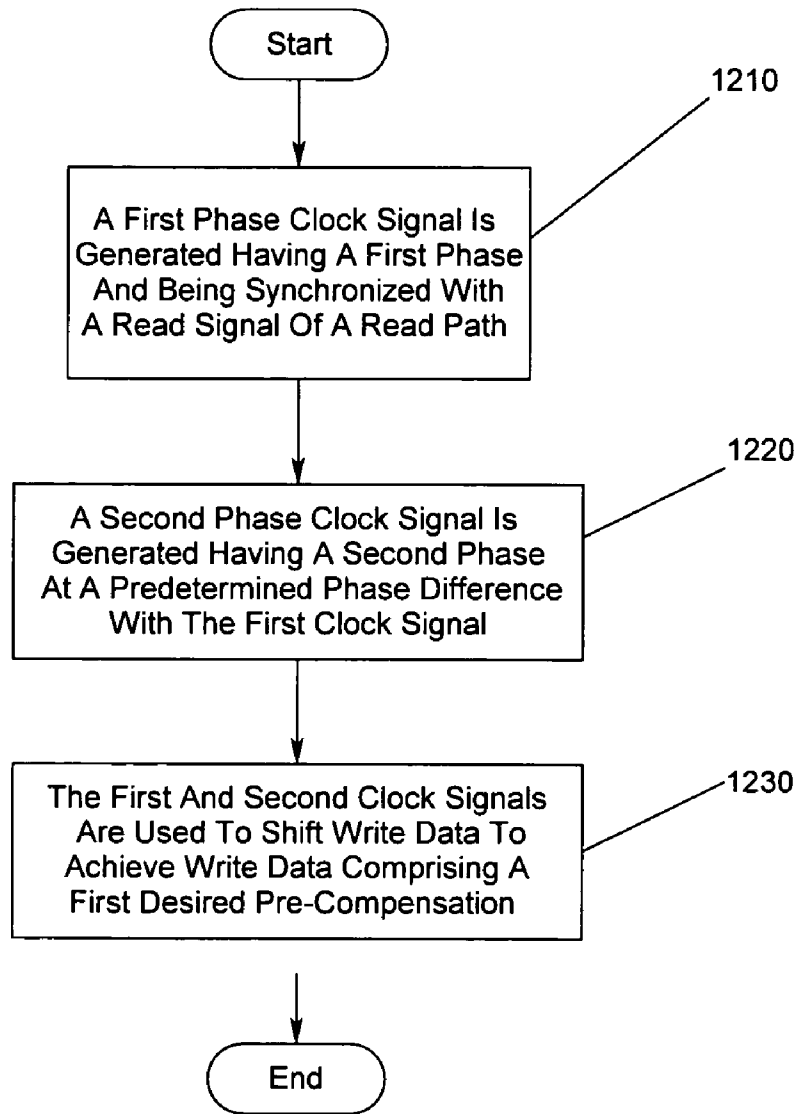 Start
1210
A First Phase Clock Signal Is
Generated Having A First Phase
And Being Synchronized With
A Read Signal Of A Read Path
1220
A Second Phase Clock Signal Is
Generated Having A Second Phase
At A Predetermined Phase Difference
With The First Clock Signal
1230
The First And Second Clock Signals
Are Used To Shift Write Data To
Achieve Write Data Comprising A
First Desired Pre-Compensation
End